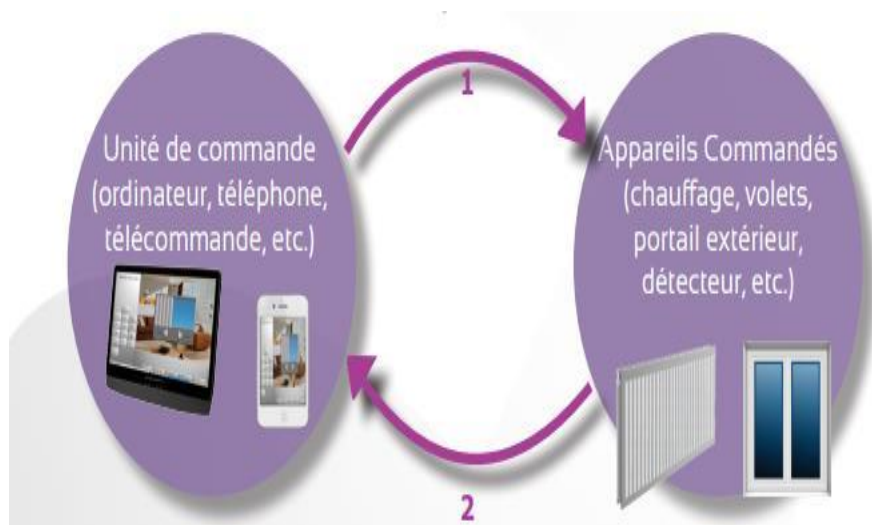 1
Unité de commande
(ordinateur, téléphone,
télécommande, etc.)
Appareils Commandés
(chauffage, volets,
portail extérieur,
détecteur, etc.)
2